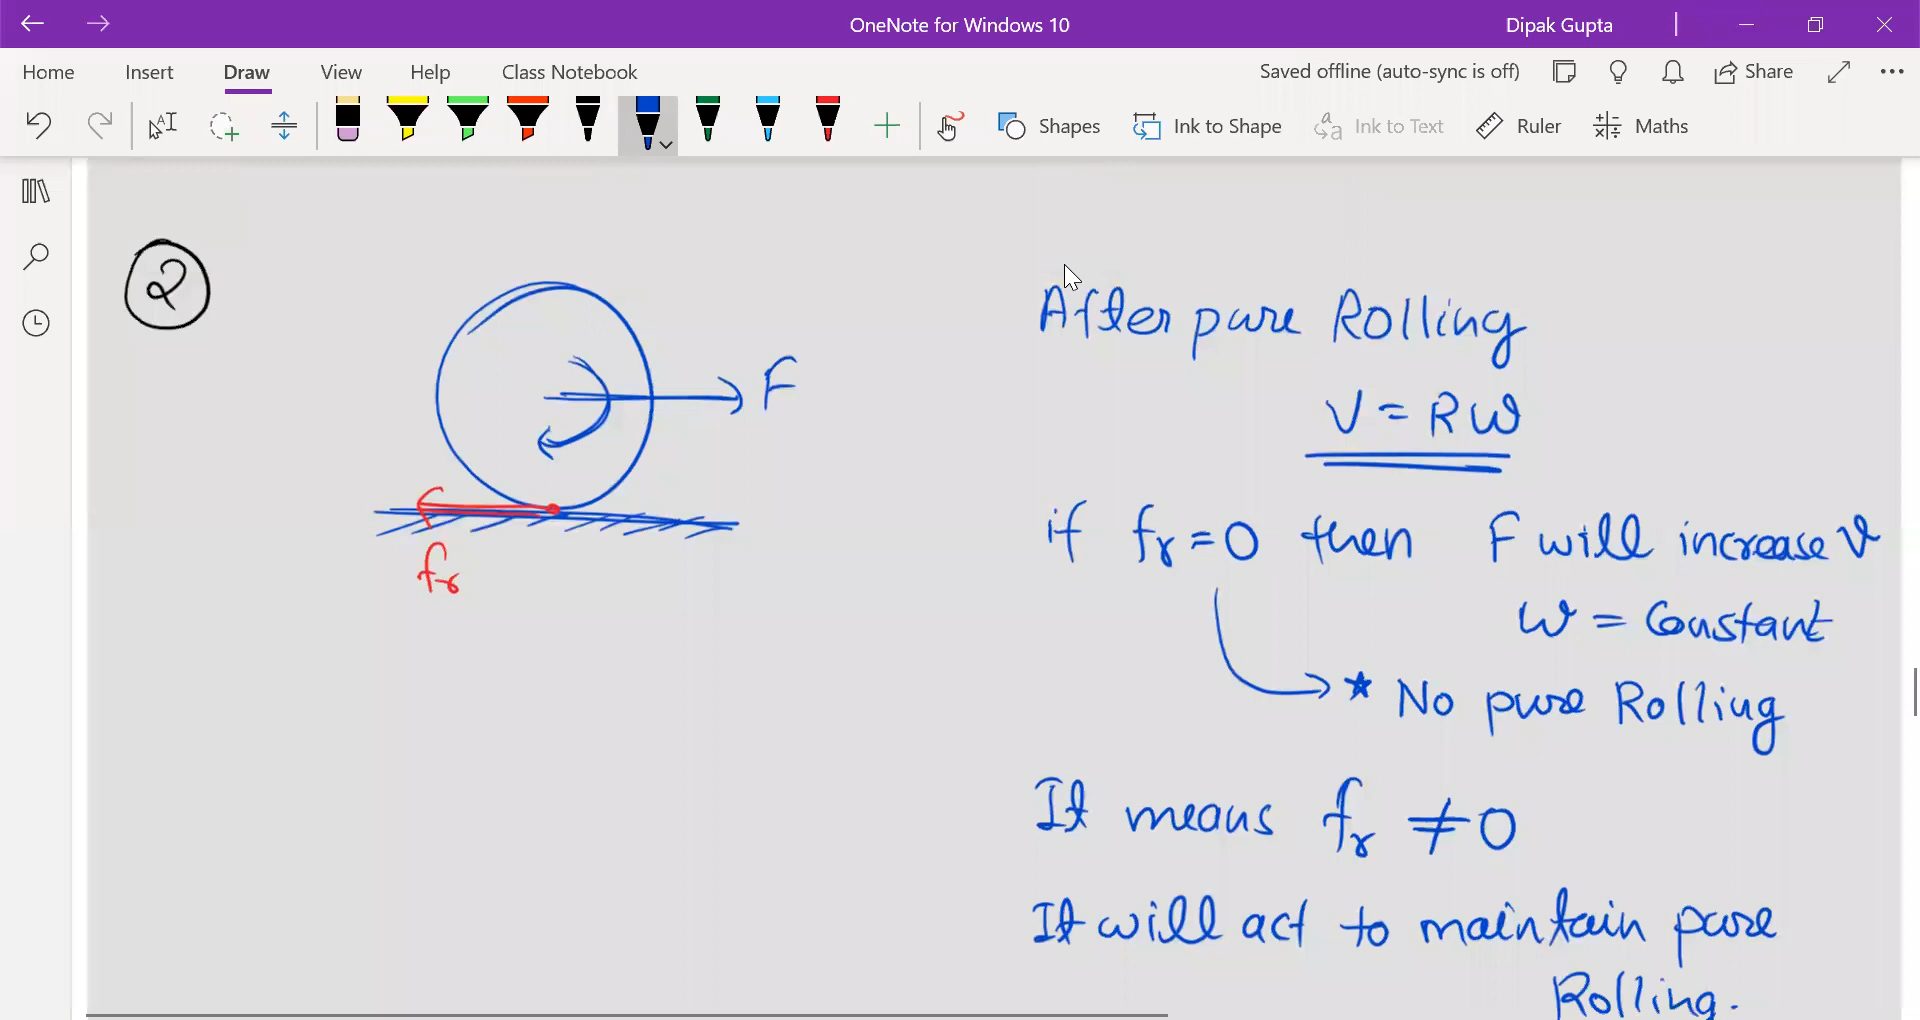 OneNote for Windows 10
Dipak Gupta
Home Insert Draw View Help Class Notebook
Saved offline (auto-sync is off)
Share
Shapes
Ink to Shape
Ink to Text
Ruler
Maths
2
F
fr
After pure Rolling
V = Rω
if fr = 0 then F will increase v
ω = Constant
* No pure Rolling
It means fr ≠ 0
It will act to maintain pure
Rolling.